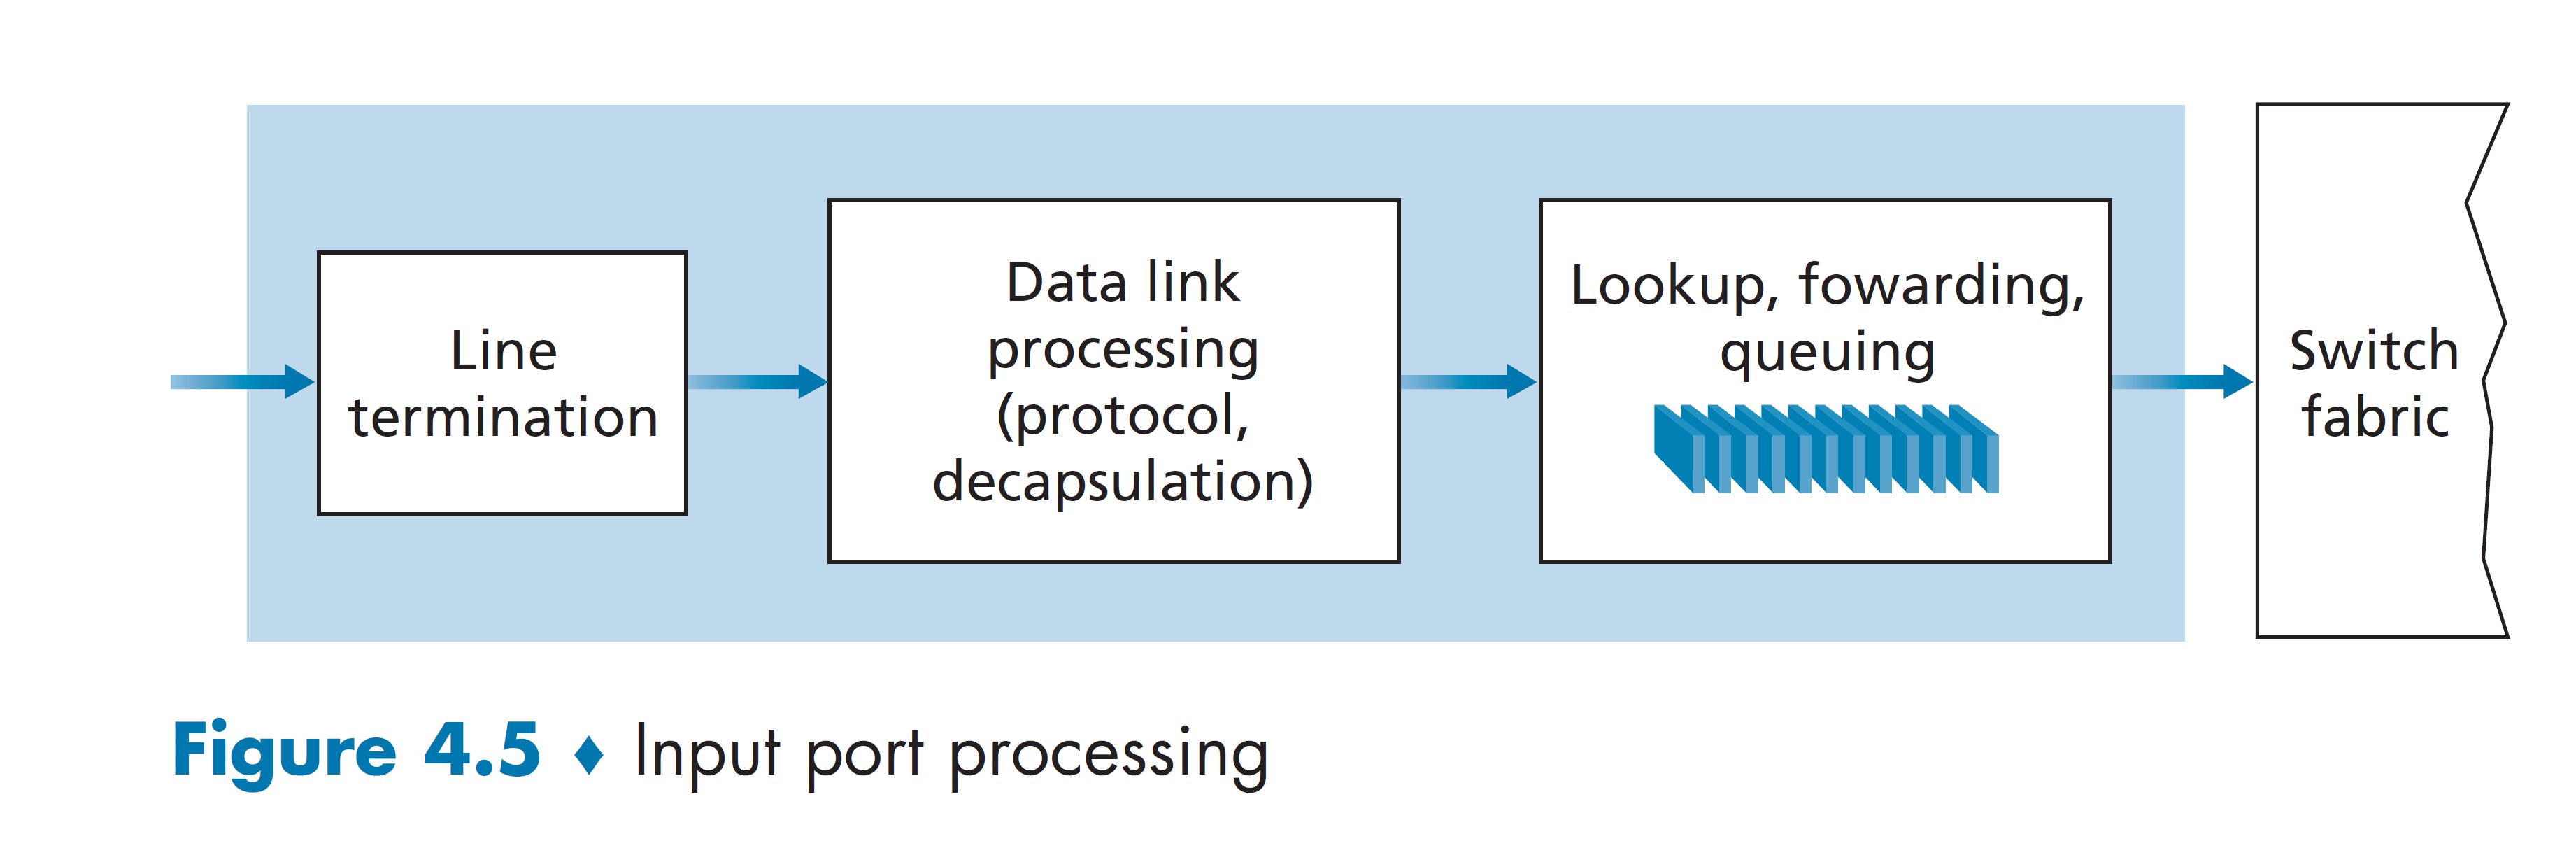 Line
termination
Data link
processing
(protocol,
decapsulation)
Lookup, fowarding,
queuing
Switch
fabric
Figure 4.5 ♦ Input port processing